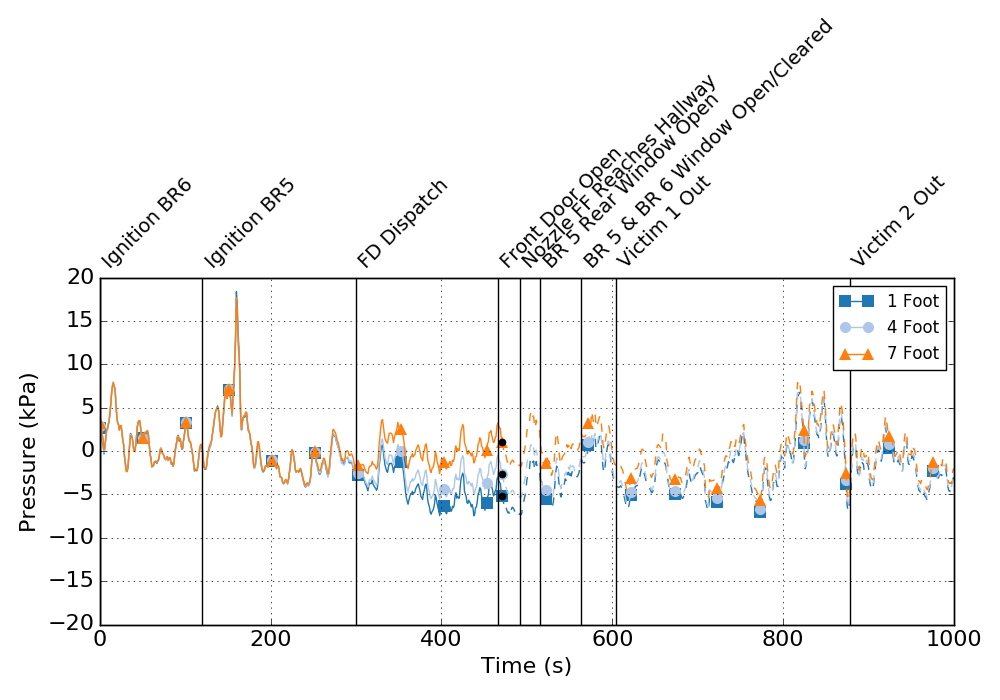 Ignition BR6
Ignition BR5
FD Dispatch
Front Door Open
Nozzle FF Reaches Hallway
BR 5 Rear Window Open
BR 5 & BR 6 Window Open/Cleared
Victim 1 Out
Victim 2 Out
20
15
10
5
0
−5
−10
−15
−20
Pressure (kPa)
1 Foot
4 Foot
7 Foot
0
200
400
600
800
1000
Time (s)